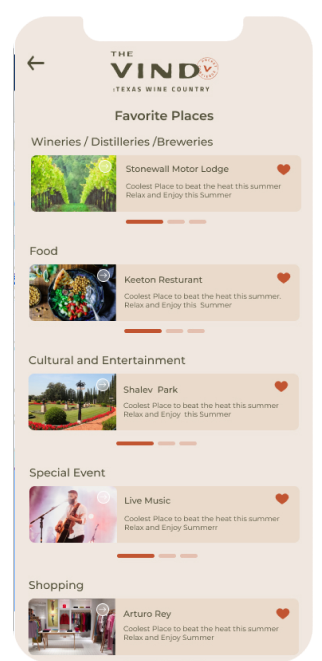 THE
VINDO
:TEXAS WINE COUNTRY
Favorite Places
Wineries / Distilleries /Breweries
Stonewall Motor Lodge
Coolest Place to beat the heat this summer
Relax and Enjoy this Summer
Food
Keeton Resturant
Coolest Place to beat the heat this summer.
Relax and Enjoy this Summer
Cultural and Entertainment
Shalev Park
Coolest Place to beat the heat this summer
Relax and Enjoy this Summer
Special Event
Live Music
Coolest Place to beat the heat this summer
Relax and Enjoy Summerr
Shopping
Arturo Rey
Coolest Place to beat the heat this summer
Relax and Enjoy Summer